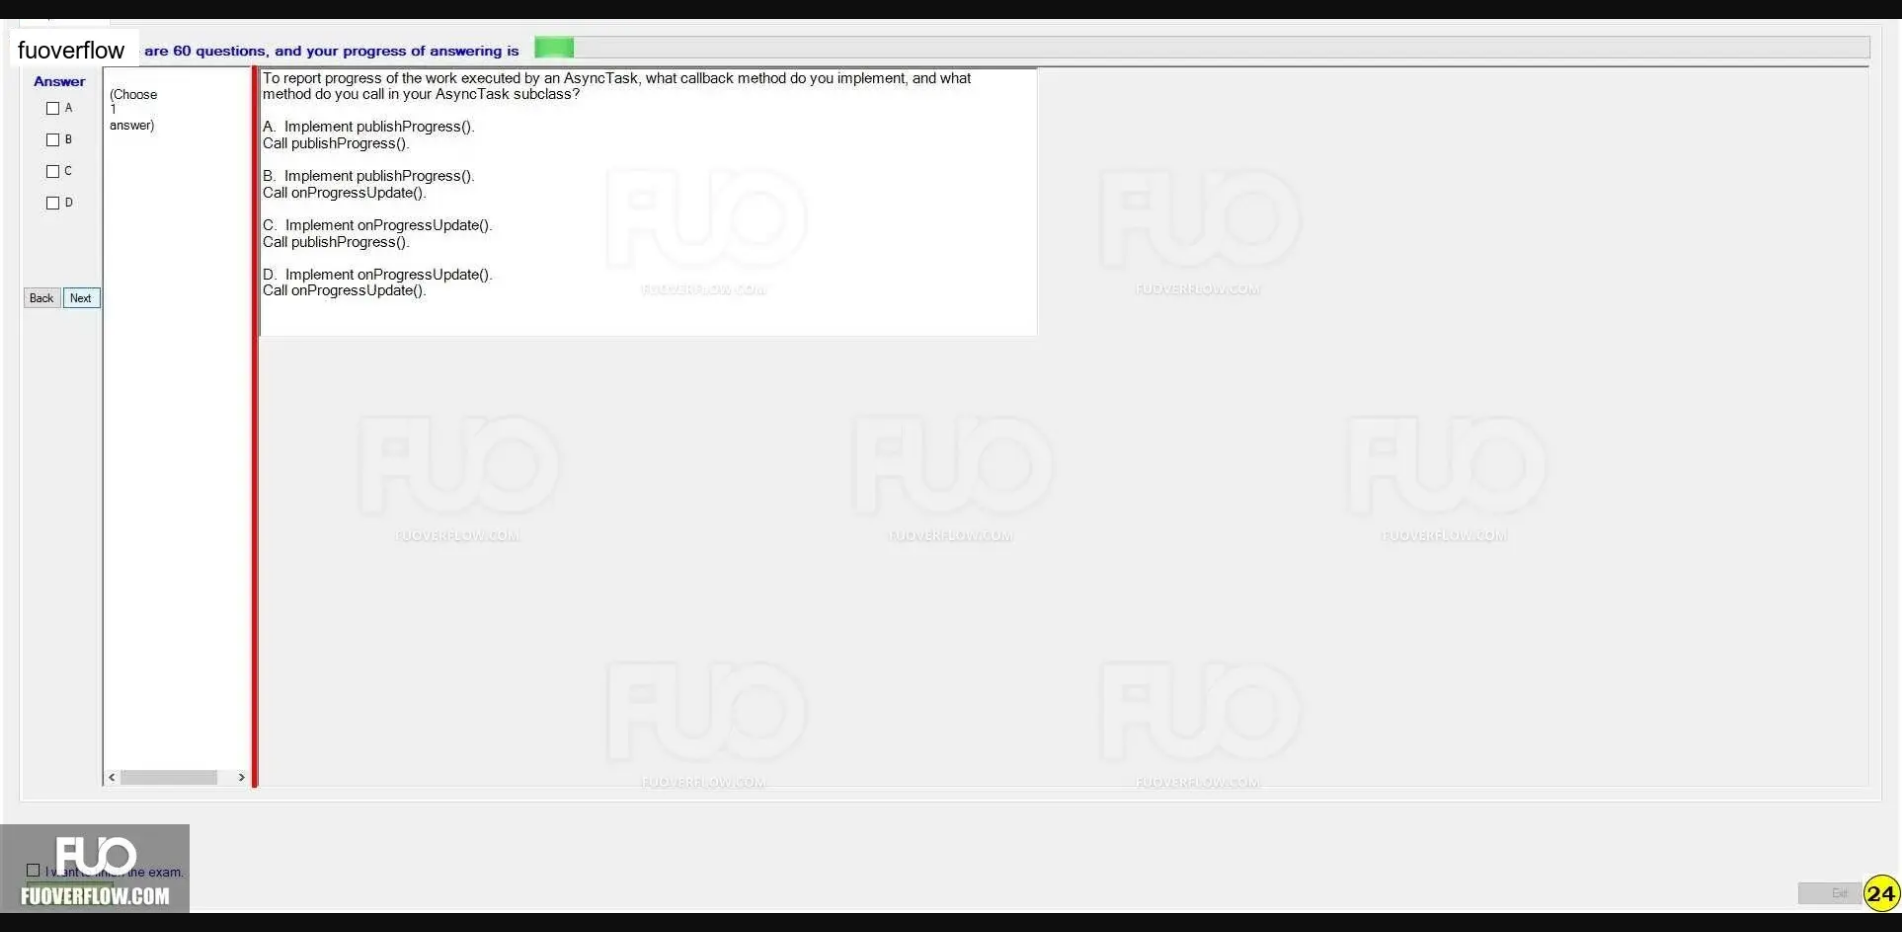 fuoverflow are 60 questions, and your progress of answering is
Answer
A
B
C
D
Back Next
(Choose
1
answer)
To report progress of the work executed by an AsyncTask, what callback method do you implement, and what
method do you call in your AsyncTask subclass?
A. Implement publishProgress().
Call publishProgress().
B. Implement publishProgress().
Call onProgressUpdate().
C. Implement onProgressUpdate().
Call publishProgress().
D. Implement onProgressUpdate().
Call onProgressUpdate().
FUO
FUOVERFLOW.COM
FUO
FUOVERFLOW.COM
FUO
FUOVERFLOW.COM
FUO
FUOVERFLOW.COM
FUO
FUOVERFLOW.COM
FUO
FUOVERFLOW.COM
FUO
FUOVERFLOW.COM
FUO
I want the exam.
FUOVERFLOW.COM
Exit
24